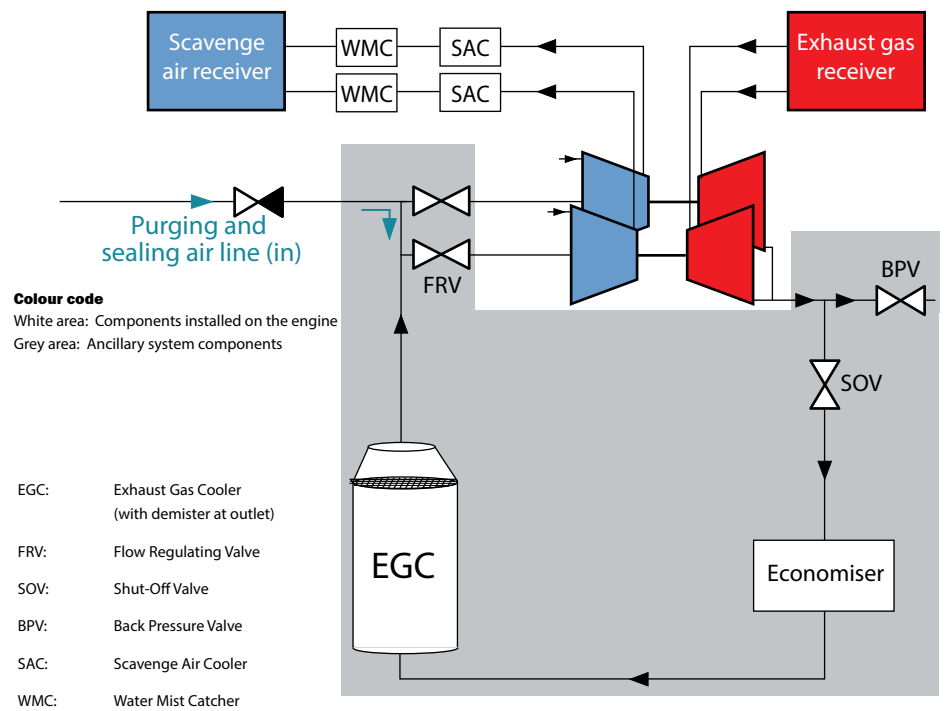 Scavenge
air receiver
WMC
SAC
Exhaust gas
receiver
WMC
SAC
Purging and
sealing air line (in)
FRV
BPV
Colour code
White area: Components installed on the engine
Grey area: Ancillary system components
SOV
EGC
Economiser
EGC: Exhaust Gas Cooler
(with demister at outlet)
FRV: Flow Regulating Valve
SOV: Shut-Off Valve
BPV: Back Pressure Valve
SAC: Scavenge Air Cooler
WMC: Water Mist Catcher